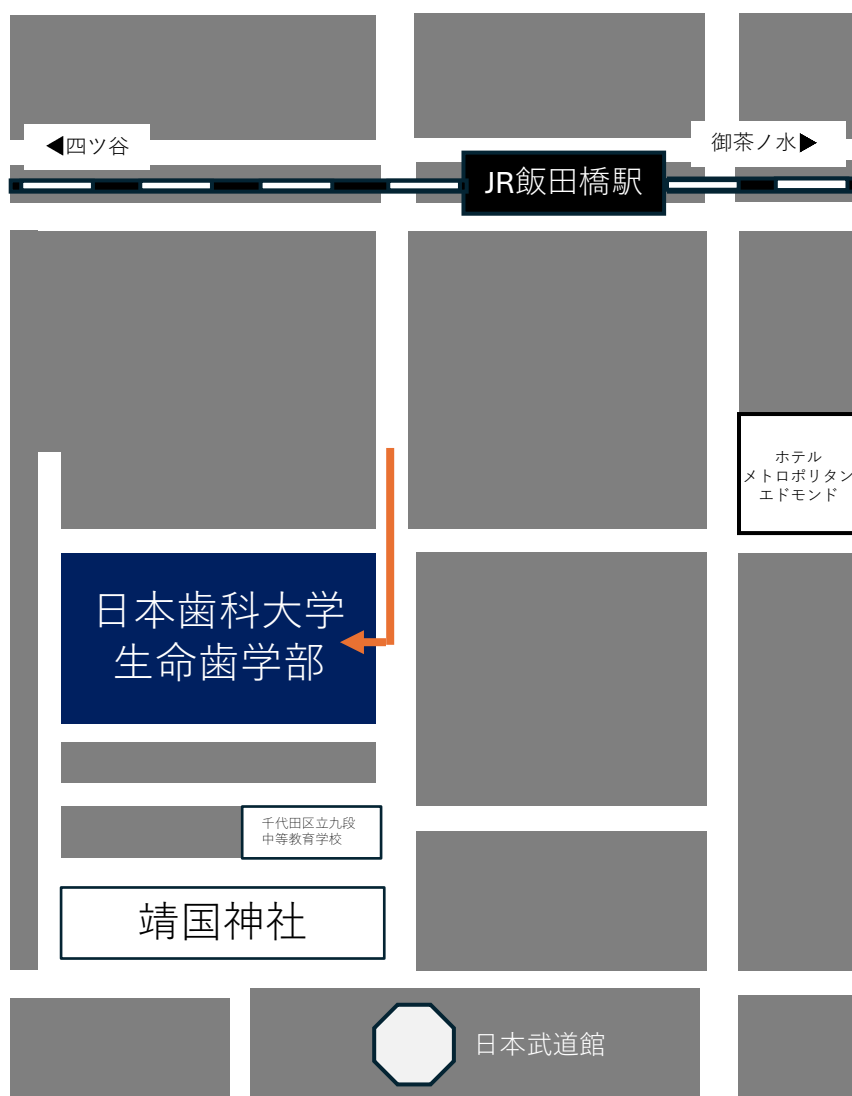 ◀四ツ谷
御茶ノ水▶
JR飯田橋駅
ホテル
メトロポリタン
エドモンド
日本歯科大学
生命歯学部
千代田区立九段
中等教育学校
靖国神社
日本武道館